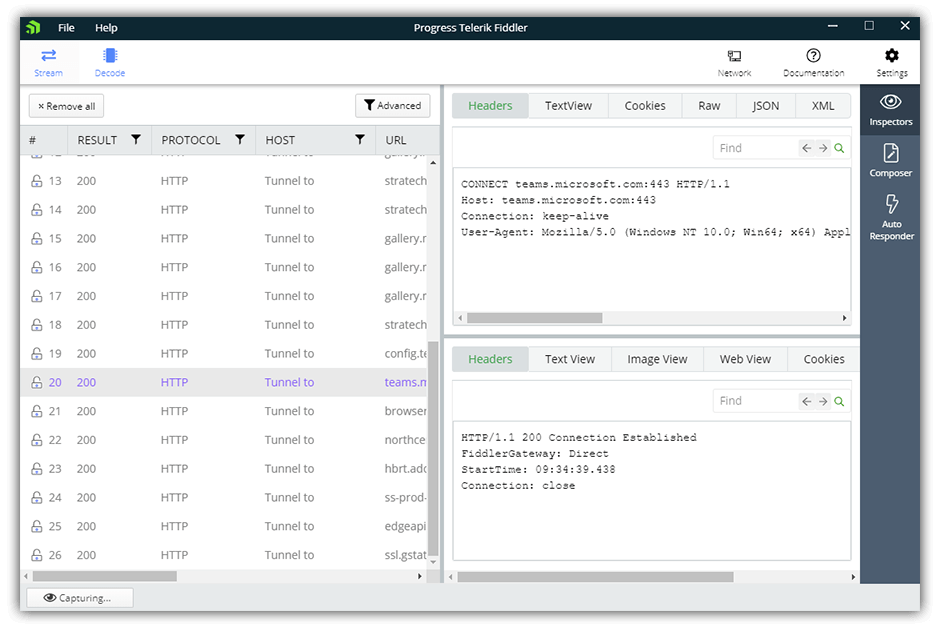 File Help Progress Telerik Fiddler
Stream Decode Network Documentation Settings
× Remove all Advanced
# RESULT PROTOCOL HOST URL
12 200 HTTP Tunnel to gallery.r
13 200 HTTP Tunnel to stratech
14 200 HTTP Tunnel to stratech
15 200 HTTP Tunnel to gallery.r
16 200 HTTP Tunnel to gallery.r
17 200 HTTP Tunnel to gallery.r
18 200 HTTP Tunnel to stratech
19 200 HTTP Tunnel to config.te
20 200 HTTP Tunnel to teams.m
21 200 HTTP Tunnel to browser
22 200 HTTP Tunnel to northce
23 200 HTTP Tunnel to hbrt.adc
24 200 HTTP Tunnel to ss-prod-
25 200 HTTP Tunnel to edgeapi
26 200 HTTP Tunnel to ssl.gstat
Capturing...
Headers TextView Cookies Raw JSON XML
Find
CONNECT teams.microsoft.com:443 HTTP/1.1
Host: teams.microsoft.com:443
Connection: keep-alive
User-Agent: Mozilla/5.0 (Windows NT 10.0; Win64; x64) Appl
Headers Text View Image View Web View Cookies
Find
HTTP/1.1 200 Connection Established
FiddlerGateway: Direct
StartTime: 09:34:39.438
Connection: close
Inspectors
Composer
Auto
Responder